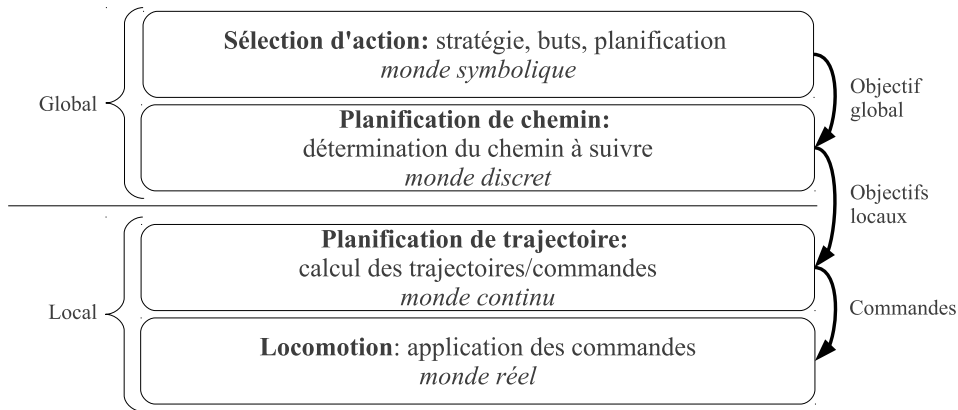 Sélection d'action: stratégie, buts, planification
monde symbolique
Global
Objectif
global
Planification de chemin:
détermination du chemin à suivre
monde discret
Objectifs
locaux
Planification de trajectoire:
calcul des trajectoires/commandes
monde continu
Local
Commandes
Locomotion: application des commandes
monde réel